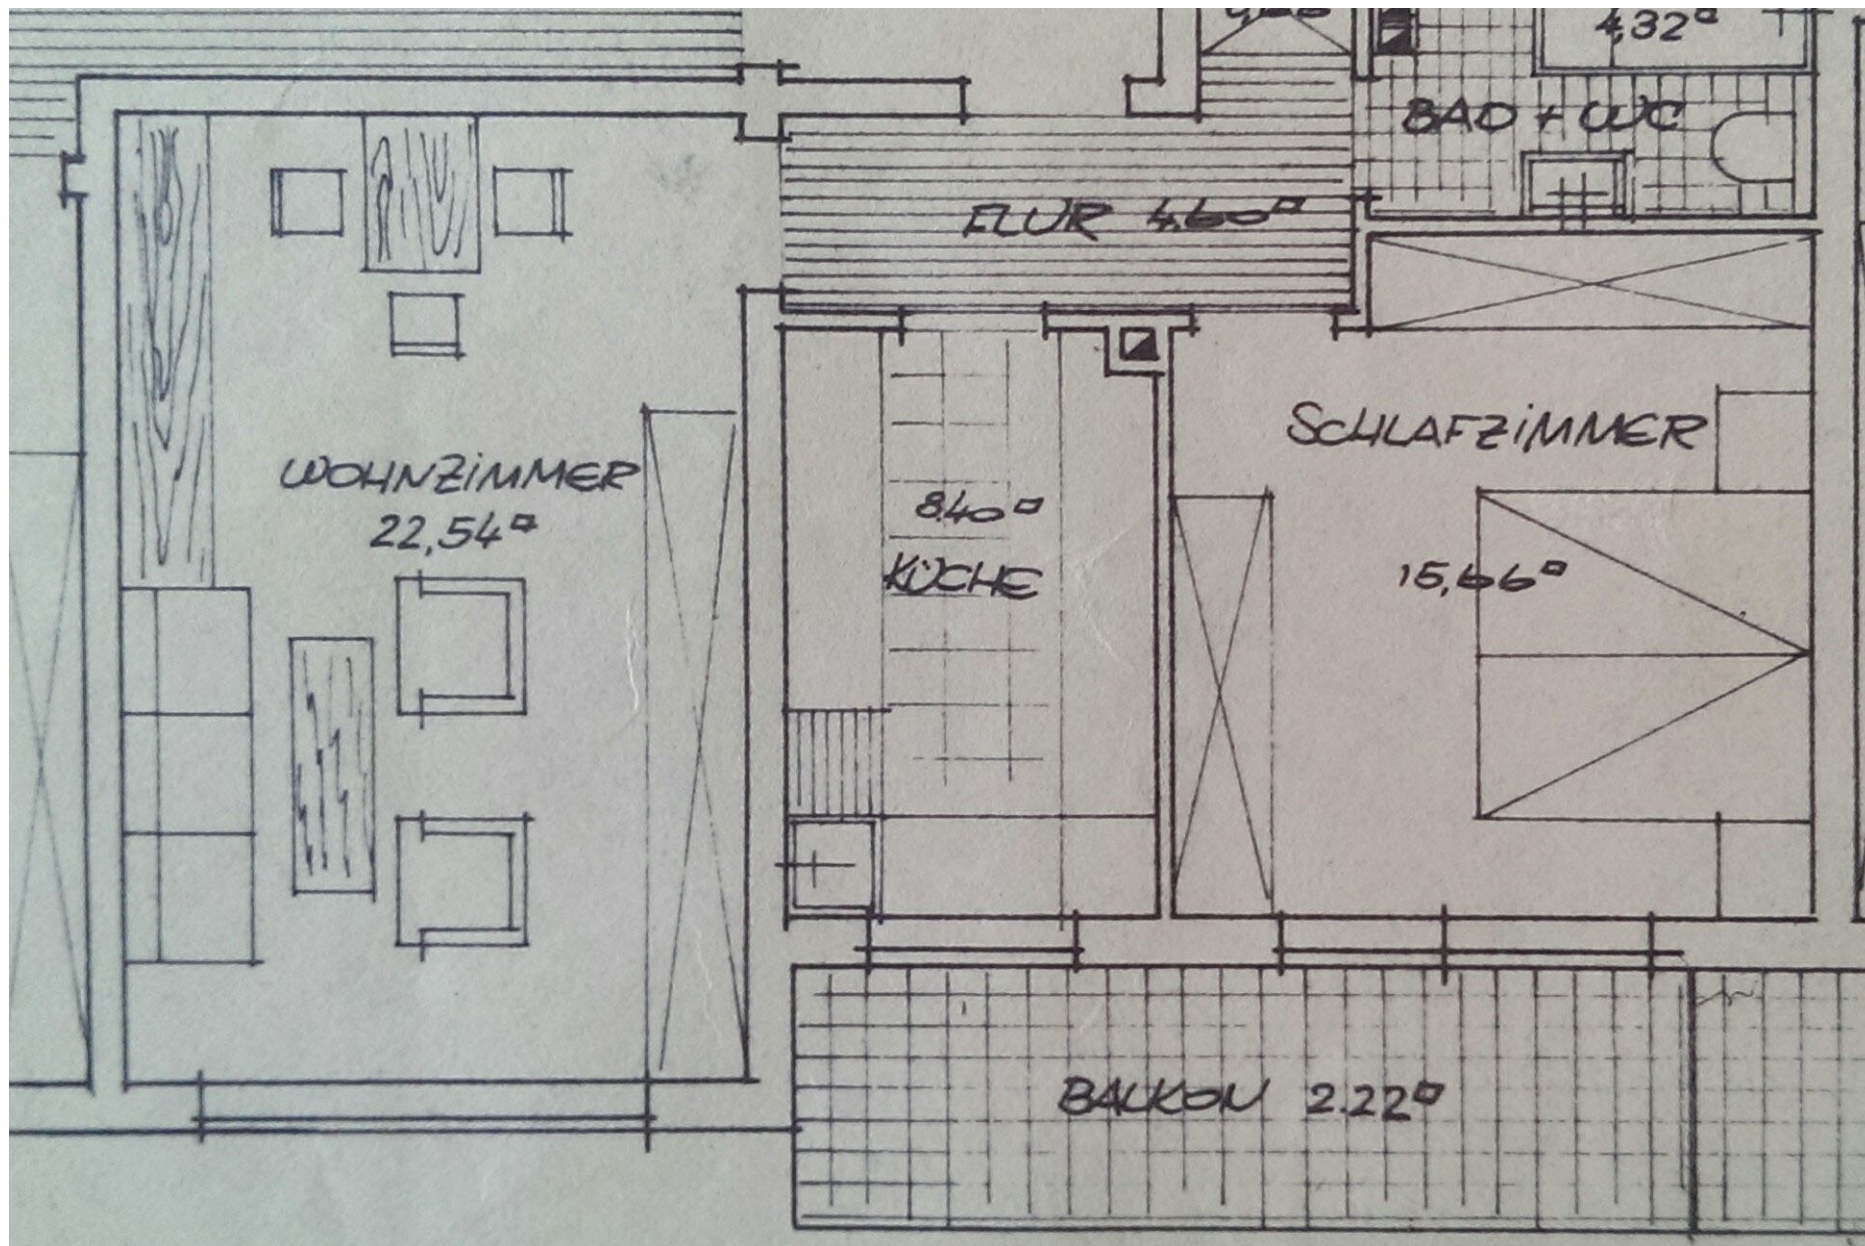 4,32□
BAD + WC
FLUR 4.60□
SCHLAFZiMMER
15,66□
WOHNZiMMER
22,54□
8.40□
KÜCHE
BALKON 2.22□